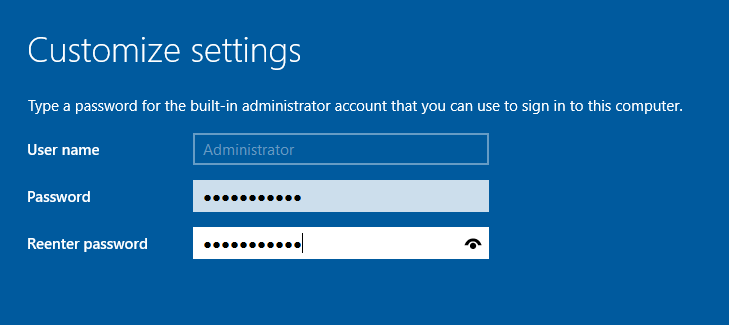 Customize settings
Type a password for the built-in administrator account that you can use to sign in to this computer.
User name Administrator
Password ●●●●●●●●●●●
Reenter password ●●●●●●●●●●●